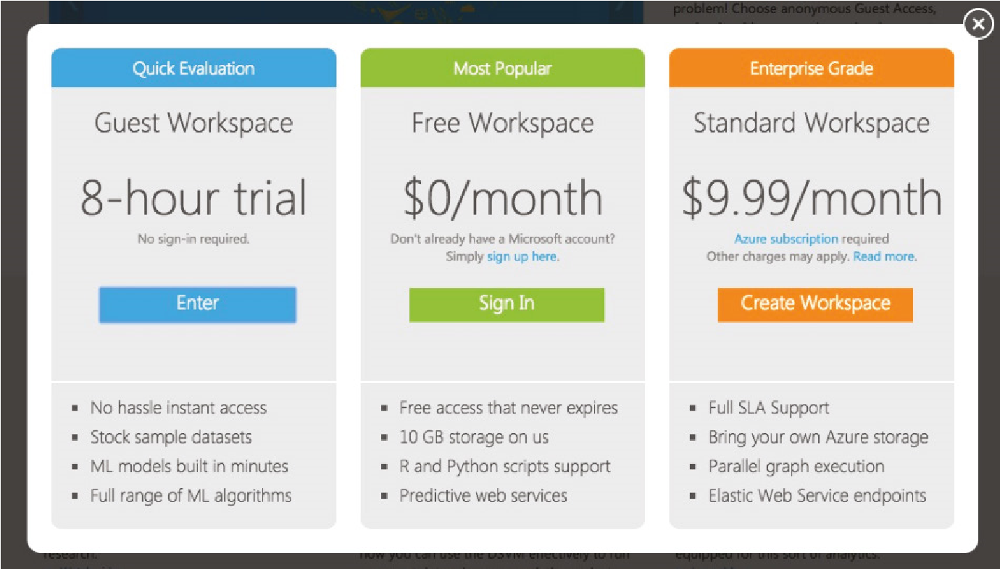 problem! Choose anonymous Guest Access,
Quick Evaluation
Guest Workspace
8-hour trial
No sign-in required.
Enter
No hassle instant access
Stock sample datasets
ML models built in minutes
Full range of ML algorithms
Most Popular
Free Workspace
$0/month
Don't already have a Microsoft account?
Simply sign up here.
Sign In
Free access that never expires
10 GB storage on us
R and Python scripts support
Predictive web services
Enterprise Grade
Standard Workspace
$9.99/month
Azure subscription required
Other charges may apply. Read more.
Create Workspace
Full SLA Support
Bring your own Azure storage
Parallel graph execution
Elastic Web Service endpoints
research.
how you can use the DSVM effectively to run
equipped for this sort of analytics.